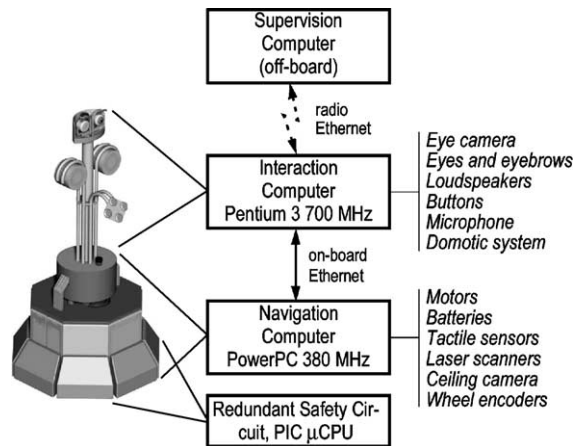 Supervision
Computer
(off-board)
radio
Ethernet
Interaction
Computer
Pentium 3 700 MHz
Eye camera
Eyes and eyebrows
Loudspeakers
Buttons
Microphone
Domotic system
on-board
Ethernet
Navigation
Computer
PowerPC 380 MHz
Motors
Batteries
Tactile sensors
Laser scanners
Ceiling camera
Wheel encoders
Redundant Safety Cir-
cuit, PIC μCPU